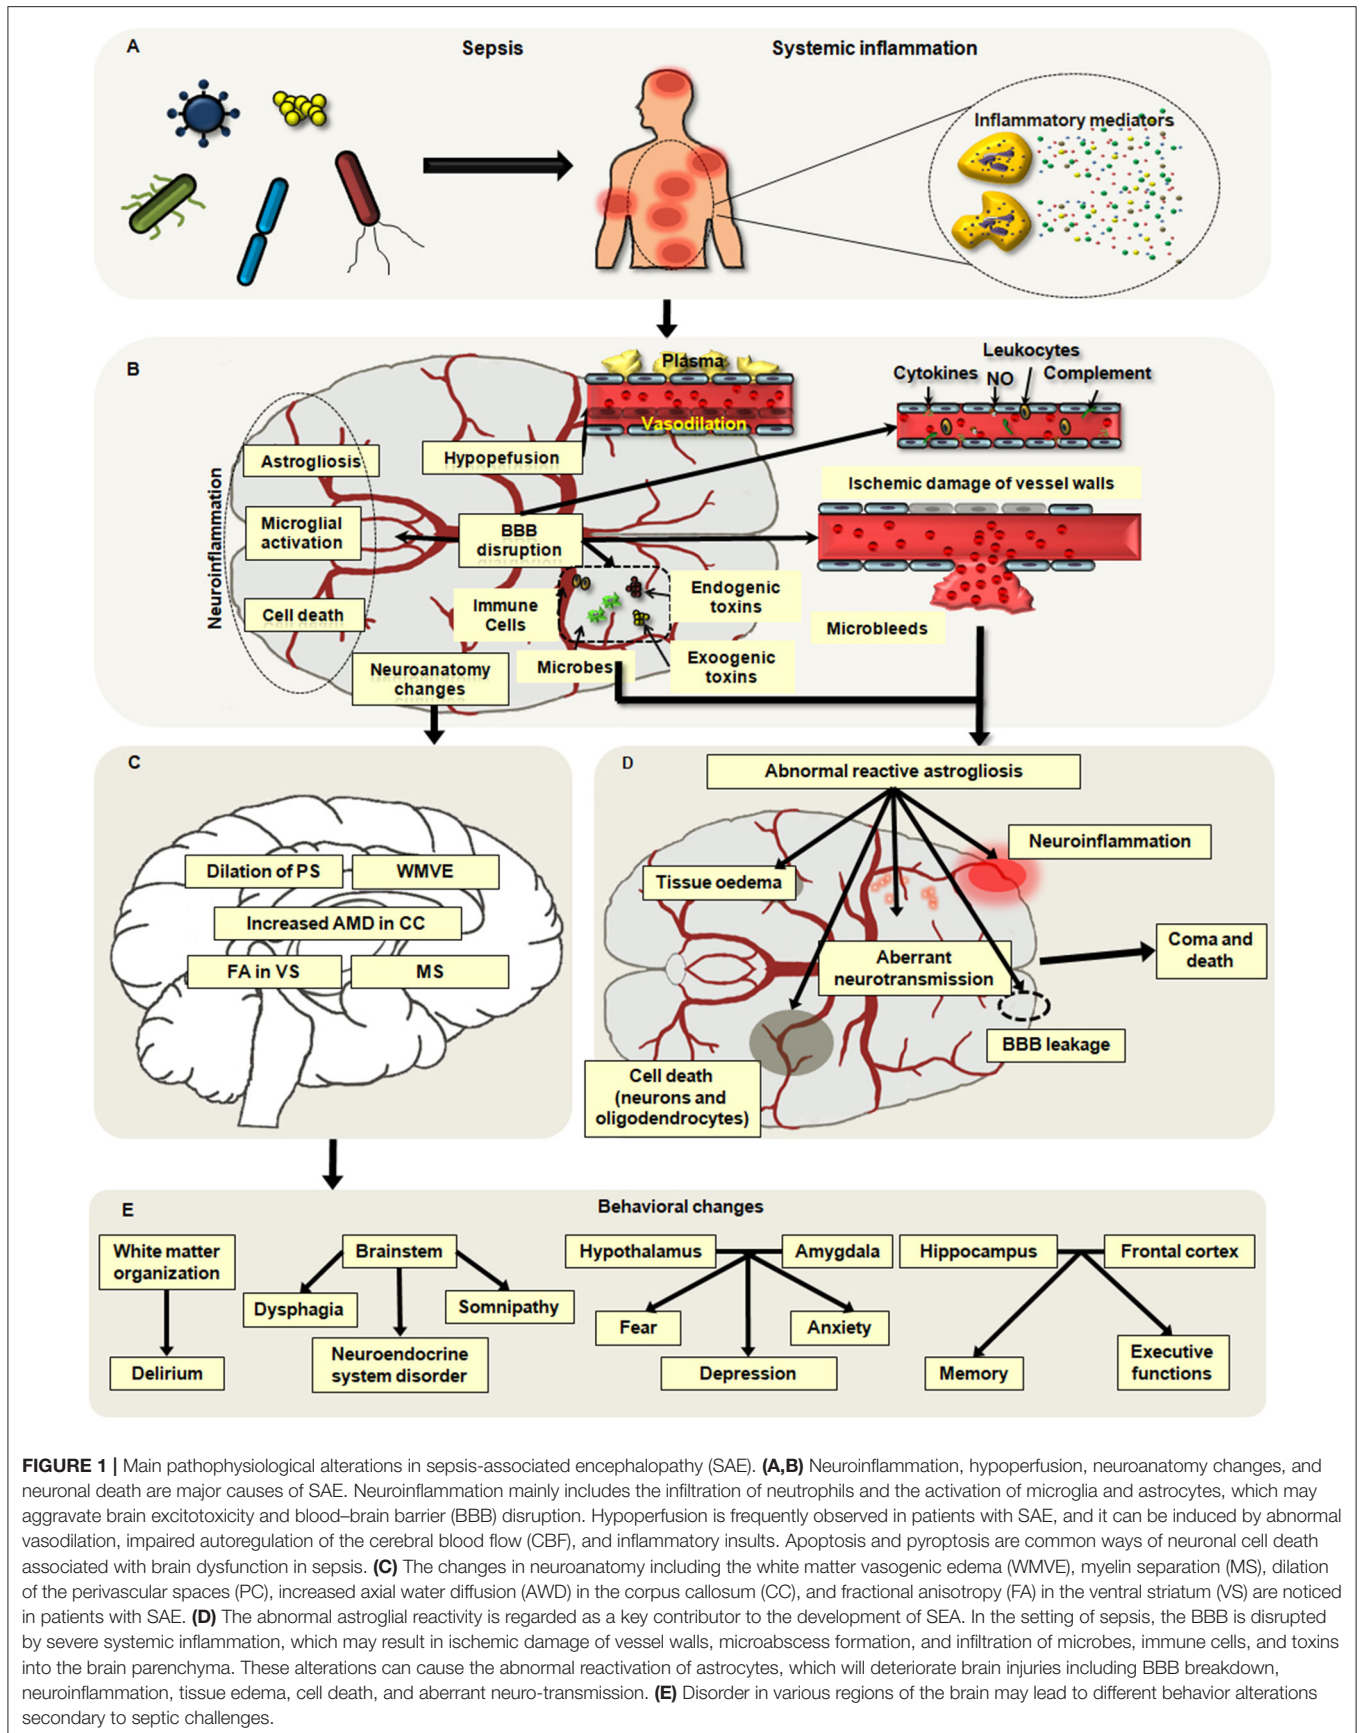 A
Sepsis
Systemic inflammation
Inflammatory mediators
B
Plasma
Vasodilation
Leukocytes
Cytokines
NO
Complement
Neuroinflammation
Astrogliosis
Hypopefusion
Ischemic damage of vessel walls
Microglial
activation
BBB
disruption
Cell death
Immune
Cells
Endogenic
toxins
Microbleeds
Microbes
Exoogenic
toxins
Neuroanatomy
changes
C
Dilation of PS
WMVE
Increased AMD in CC
FA in VS
MS
D
Abnormal reactive astrogliosis
Neuroinflammation
Tissue oedema
Aberrant
neurotransmission
Coma and
death
BBB leakage
Cell death
(neurons and
oligodendrocytes)
E
Behavioral changes
White matter
organization
Brainstem
Hypothalamus
Amygdala
Hippocampus
Frontal cortex
Dysphagia
Somnipathy
Fear
Anxiety
Neuroendocrine
system disorder
Executive
functions
Delirium
Depression
Memory
FIGURE 1 | Main pathophysiological alterations in sepsis-associated encephalopathy (SAE). (A,B) Neuroinflammation, hypoperfusion, neuroanatomy changes, and
neuronal death are major causes of SAE. Neuroinflammation mainly includes the infiltration of neutrophils and the activation of microglia and astrocytes, which may
aggravate brain excitotoxicity and blood–brain barrier (BBB) disruption. Hypoperfusion is frequently observed in patients with SAE, and it can be induced by abnormal
vasodilation, impaired autoregulation of the cerebral blood flow (CBF), and inflammatory insults. Apoptosis and pyroptosis are common ways of neuronal cell death
associated with brain dysfunction in sepsis. (C) The changes in neuroanatomy including the white matter vasogenic edema (WMVE), myelin separation (MS), dilation
of the perivascular spaces (PC), increased axial water diffusion (AWD) in the corpus callosum (CC), and fractional anisotropy (FA) in the ventral striatum (VS) are noticed
in patients with SAE. (D) The abnormal astroglial reactivity is regarded as a key contributor to the development of SEA. In the setting of sepsis, the BBB is disrupted
by severe systemic inflammation, which may result in ischemic damage of vessel walls, microabscess formation, and infiltration of microbes, immune cells, and toxins
into the brain parenchyma. These alterations can cause the abnormal reactivation of astrocytes, which will deteriorate brain injuries including BBB breakdown,
neuroinflammation, tissue edema, cell death, and aberrant neuro-transmission. (E) Disorder in various regions of the brain may lead to different behavior alterations
secondary to septic challenges.